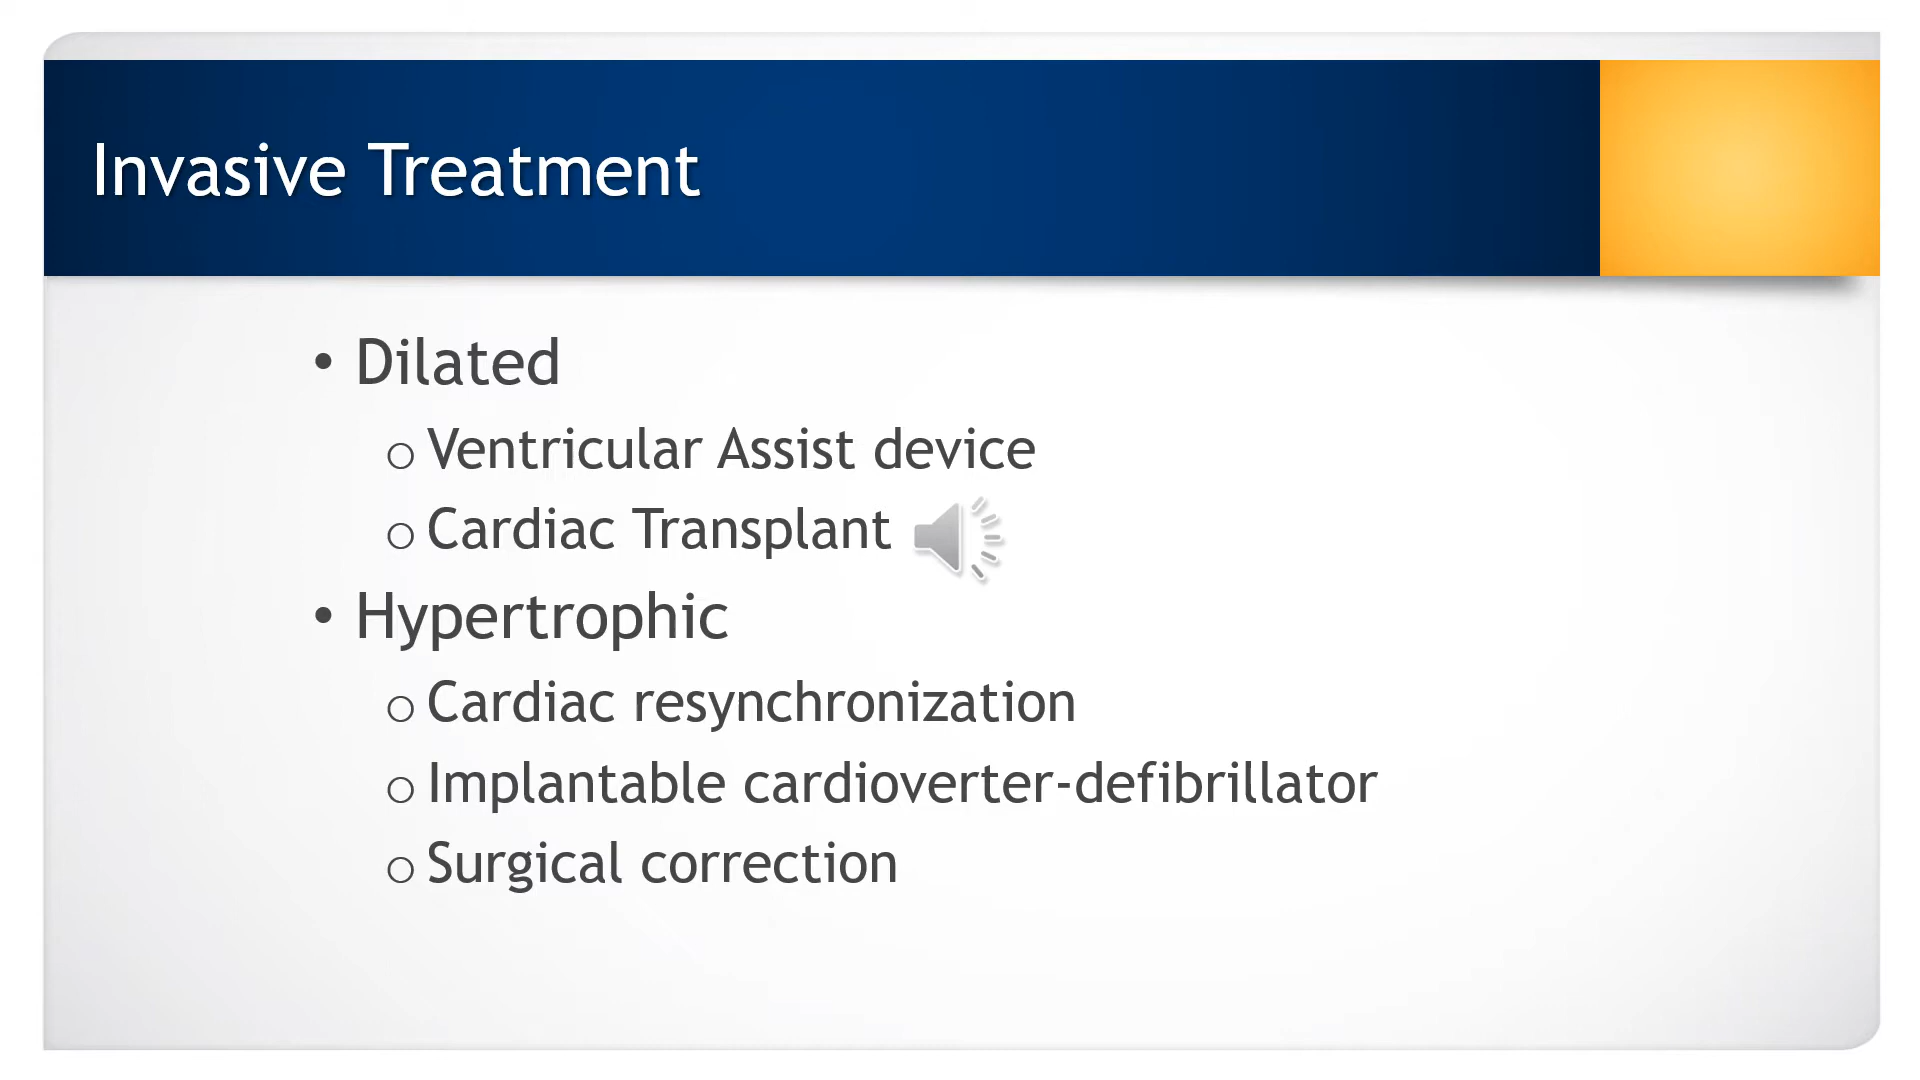 Invasive Treatment
• Dilated
o Ventricular Assist device
o Cardiac Transplant
• Hypertrophic
o Cardiac resynchronization
o Implantable cardioverter-defibrillator
o Surgical correction